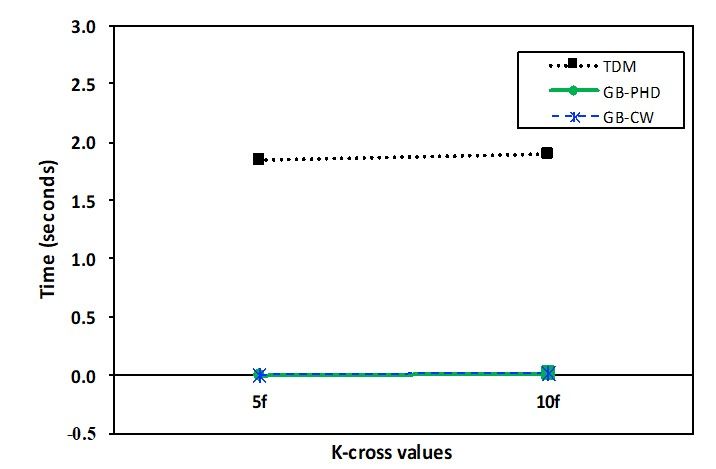 3.0
2.5
2.0
1.5
1.0
0.5
0.0
-0.5
Time (seconds)
TDM
GB-PHD
GB-CW
5f
10f
K-cross values